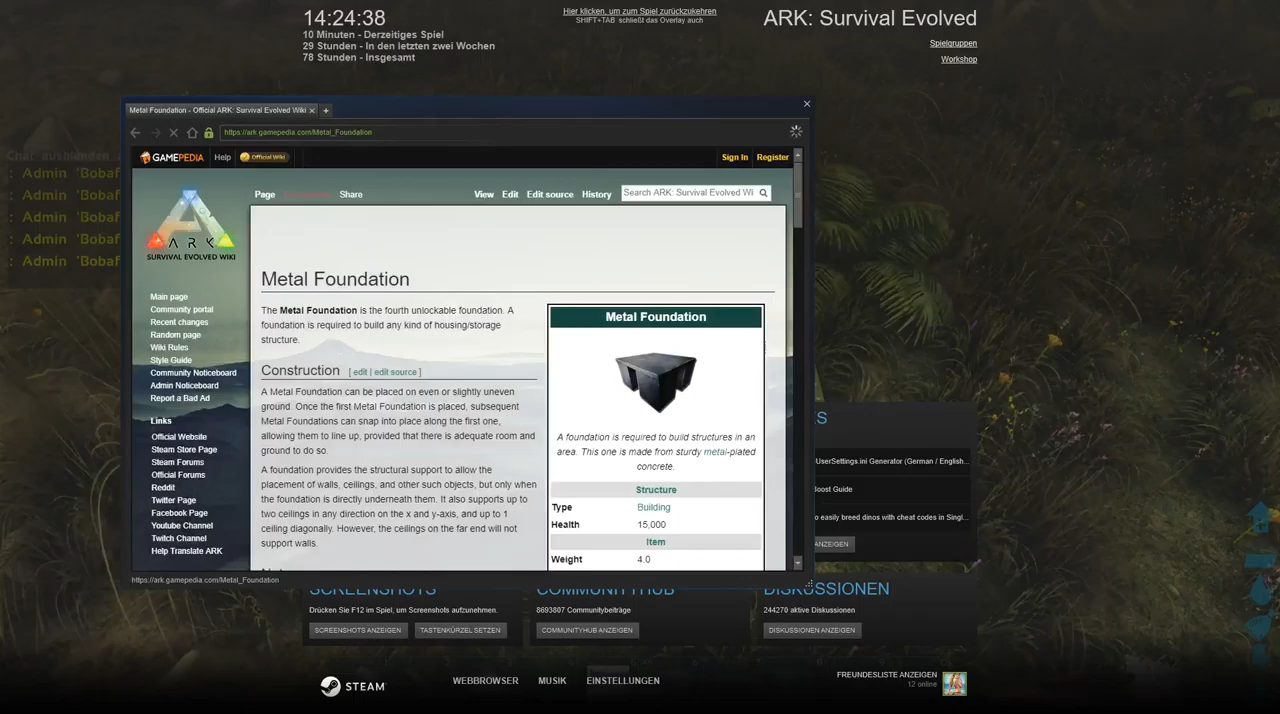 14:24:38
10 Minuten - Derzeitiges Spiel
29 Stunden - In den letzten zwei Wochen
78 Stunden - Insgesamt
Hier klicken, um zum Spiel zurückzukehren
SHIFT+TAB schließt das Overlay auch
ARK: Survival Evolved
Spielgruppen
Workshop
Metal Foundation - Official ARK: Survival Evolved Wiki
https://ark.gamepedia.com/Metal_Foundation
GAMEPEDIA Help Official Wiki Sign In Register
Page Share View Edit Edit source History Search ARK: Survival Evolved Wi
ARK
SURVIVAL EVOLVED WIKI
Main page
Community portal
Recent changes
Random page
Wiki Rules
Style Guide
Community Noticeboard
Admin Noticeboard
Report a Bad Ad
Links
Official Website
Steam Store Page
Steam Forums
Official Forums
Reddit
Twitter Page
Facebook Page
Youtube Channel
Twitch Channel
Help Translate ARK
Metal Foundation
The Metal Foundation is the fourth unlockable foundation. A
foundation is required to build any kind of housing/storage
structure.
Construction [ edit | edit source ]
A Metal Foundation can be placed on even or slightly uneven
ground. Once the first Metal Foundation is placed, subsequent
Metal Foundations can snap into place along the first one,
allowing them to line up, provided that there is adequate room and
ground to do so.
A foundation provides the structural support to allow the
placement of walls, ceilings, and other such objects, but only when
the foundation is directly underneath them. It also supports up to
two ceilings in any direction on the x and y-axis, and up to 1
ceiling diagonally. However, the ceilings on the far end will not
support walls.
Metal Foundation
A foundation is required to build structures in an
area. This one is made from sturdy metal-plated
concrete.
Structure
Type Building
Health 15,000
Item
Weight 4.0
https://ark.gamepedia.com/Metal_Foundation
: Admin 'Bobaf
: Admin 'Bobaf
: Admin 'Bobaf
: Admin 'Bobaf
: Admin 'Bobaf
ES
UserSettings.ini Generator (German / English...
Boost Guide
o easily breed dinos with cheat codes in Singl...
ANZEIGEN
SCREENSHOTS
Drücken Sie F12 im Spiel, um Screenshots aufzunehmen.
SCREENSHOTS ANZEIGEN TASTENKÜRZEL SETZEN
COMMUNITYHUB
8693807 Communitybeiträge
COMMUNITYHUB ANZEIGEN
DISKUSSIONEN
244270 aktive Diskussionen
DISKUSSIONEN ANZEIGEN
STEAM WEBBROWSER MUSIK EINSTELLUNGEN
FREUNDESLISTE ANZEIGEN
12 online